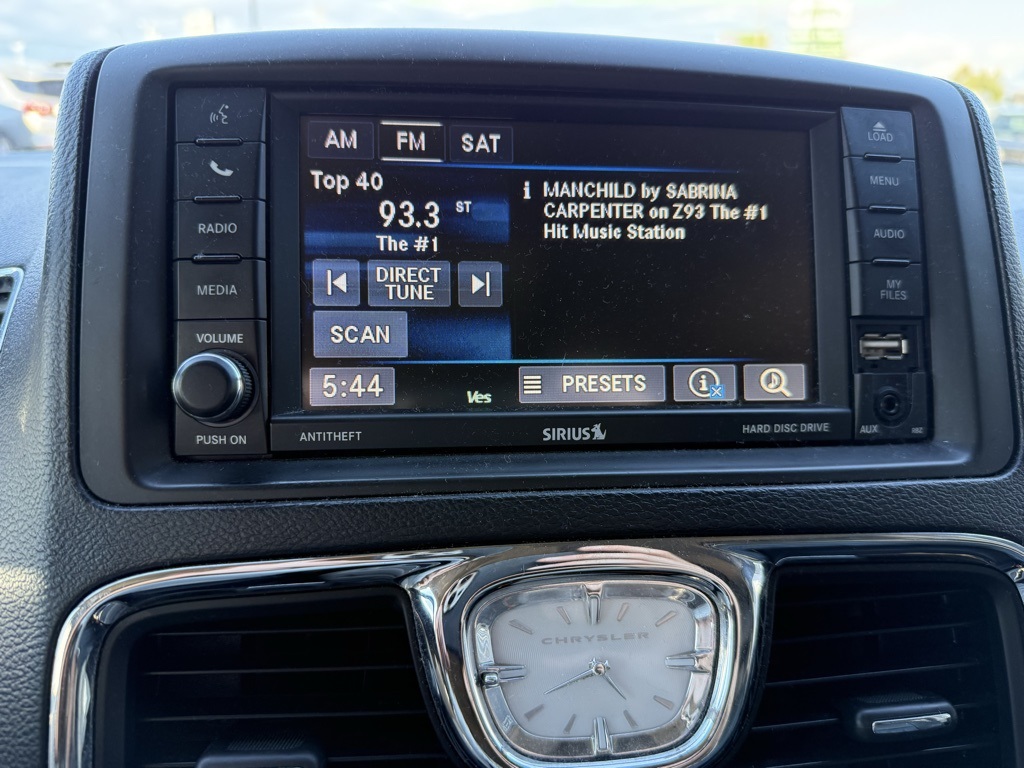 AM FM SAT
LOAD
Top 40
93.3 ST
The #1
i MANCHILD by SABRINA
CARPENTER on Z93 The #1
Hit Music Station
MENU
RADIO
AUDIO
DIRECT
TUNE
MEDIA
MY
FILES
SCAN
VOLUME
5:44
Ves
PRESETS
PUSH ON
ANTITHEFT
SIRIUS
HARD DISC DRIVE
AUX
CHRYSLER